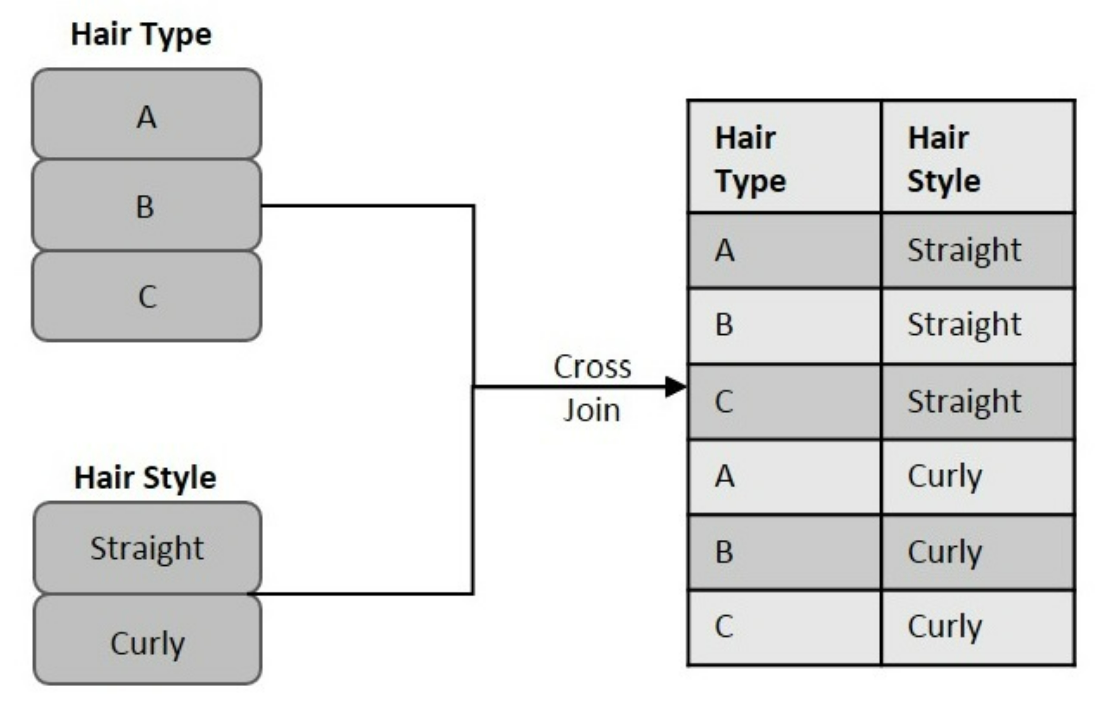 Hair Type
A
B
C
Hair Style
Straight
Curly
Cross
Join
Hair Type Hair Style
A Straight
B Straight
C Straight
A Curly
B Curly
C Curly